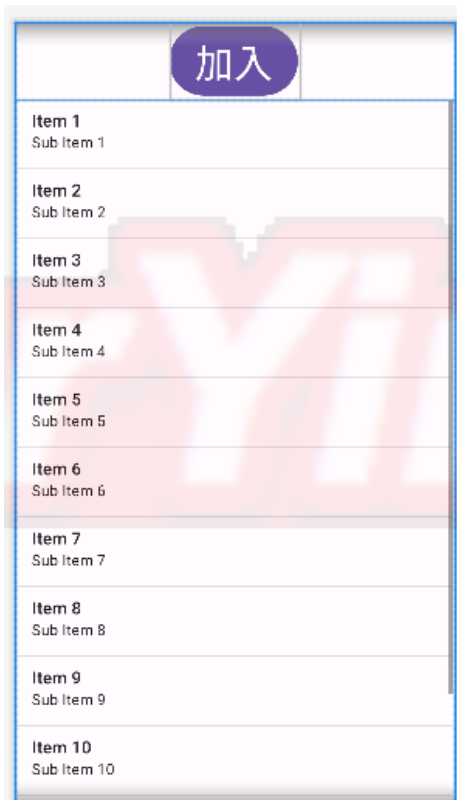 加入
Item 1
Sub Item 1
Item 2
Sub Item 2
Item 3
Sub Item 3
Item 4
Sub Item 4
Item 5
Sub Item 5
Item 6
Sub Item 6
Item 7
Sub Item 7
Item 8
Sub Item 8
Item 9
Sub Item 9
Item 10
Sub Item 10